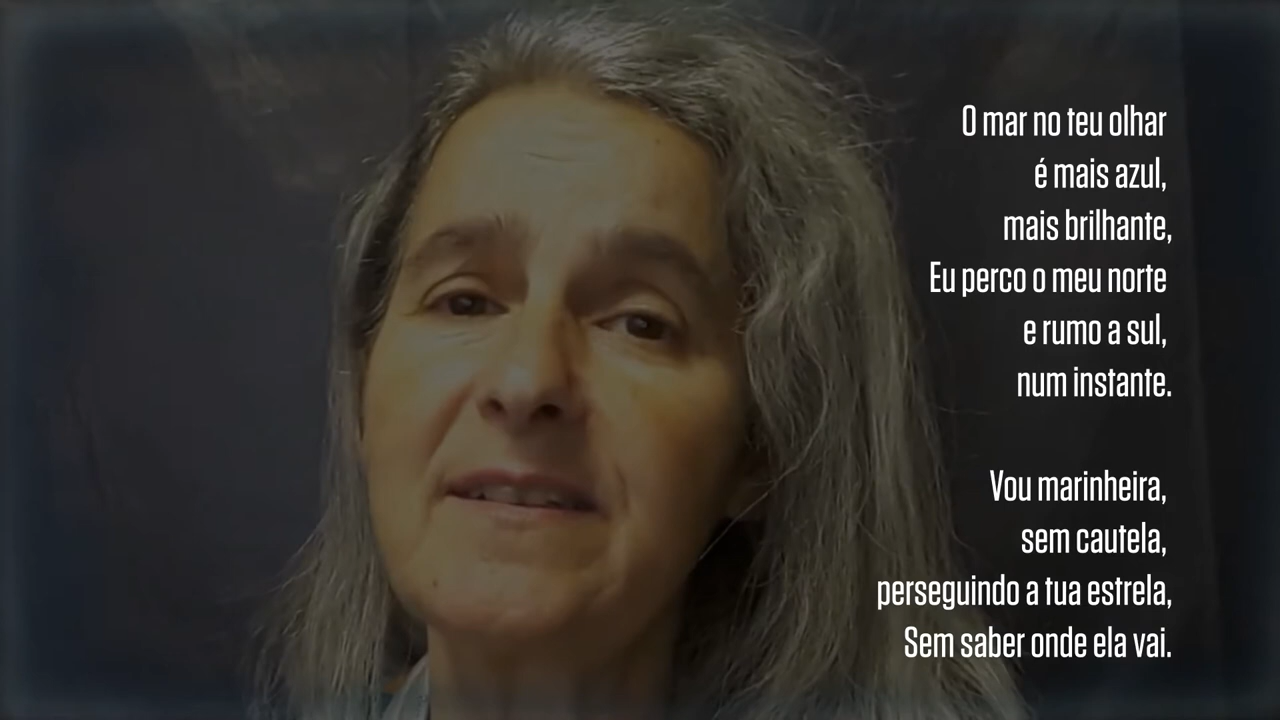 O mar no teu olhar
é mais azul,
mais brilhante,
Eu perco o meu norte
e rumo a sul,
num instante.
Vou marinheira,
sem cautela,
perseguindo a tua estrela,
Sem saber onde ela vai.